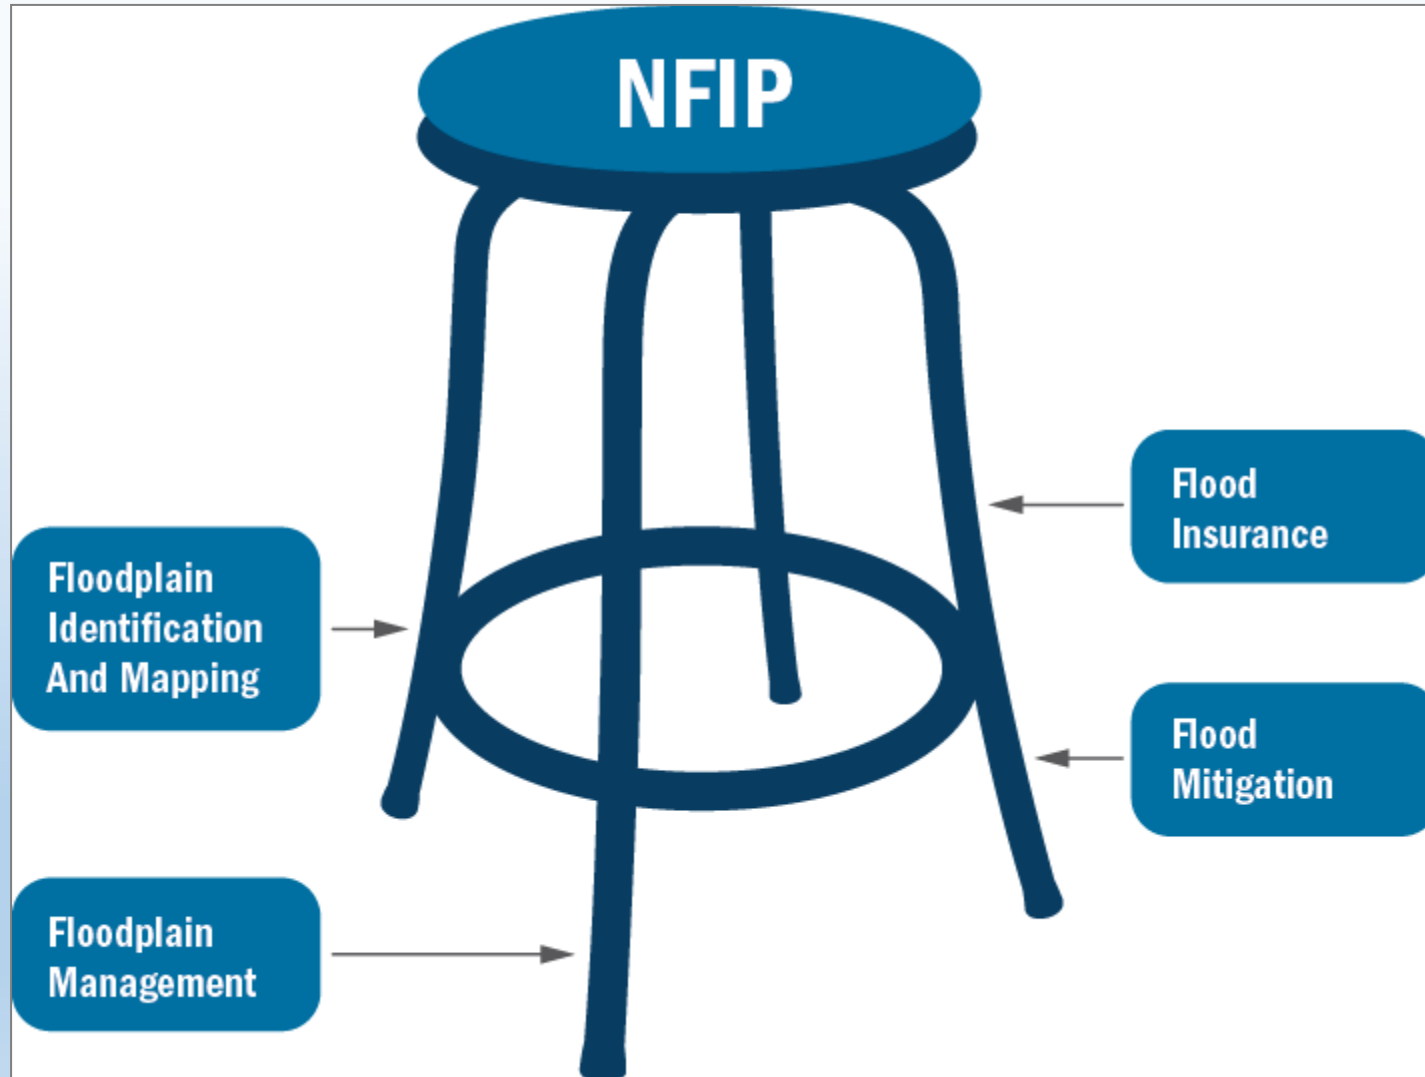 NFIP
Flood
Insurance
Floodplain
Identification
And Mapping
Flood
Mitigation
Floodplain
Management